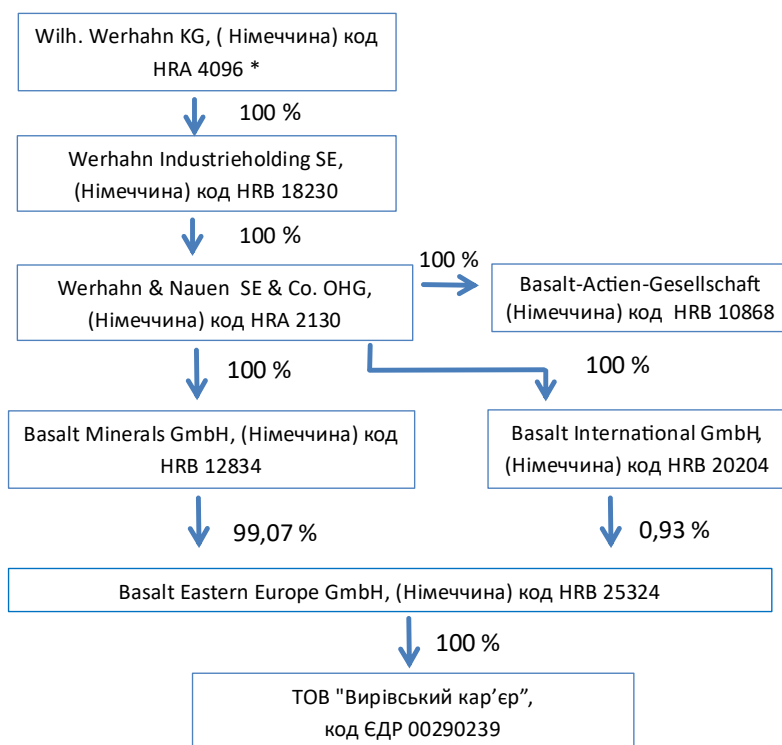 Wilh. Werhahn KG, ( Німеччина) код
HRA 4096 *
100 %
Werhahn Industrieholding SE,
(Німеччина) код HRB 18230
100 %
Werhahn & Nauen SE & Co. OHG,
(Німеччина) код HRA 2130
100 %
Basalt-Actien-Gesellschaft
(Німеччина) код HRB 10868
100 %
100 %
Basalt Minerals GmbH, (Німеччина) код
HRB 12834
Basalt International GmbH,
(Німеччина) код HRB 20204
99,07 %
0,93 %
Basalt Eastern Europe GmbH, (Німеччина) код HRB 25324
100 %
ТОВ "Вирівський кар’єр”,
код ЄДР 00290239